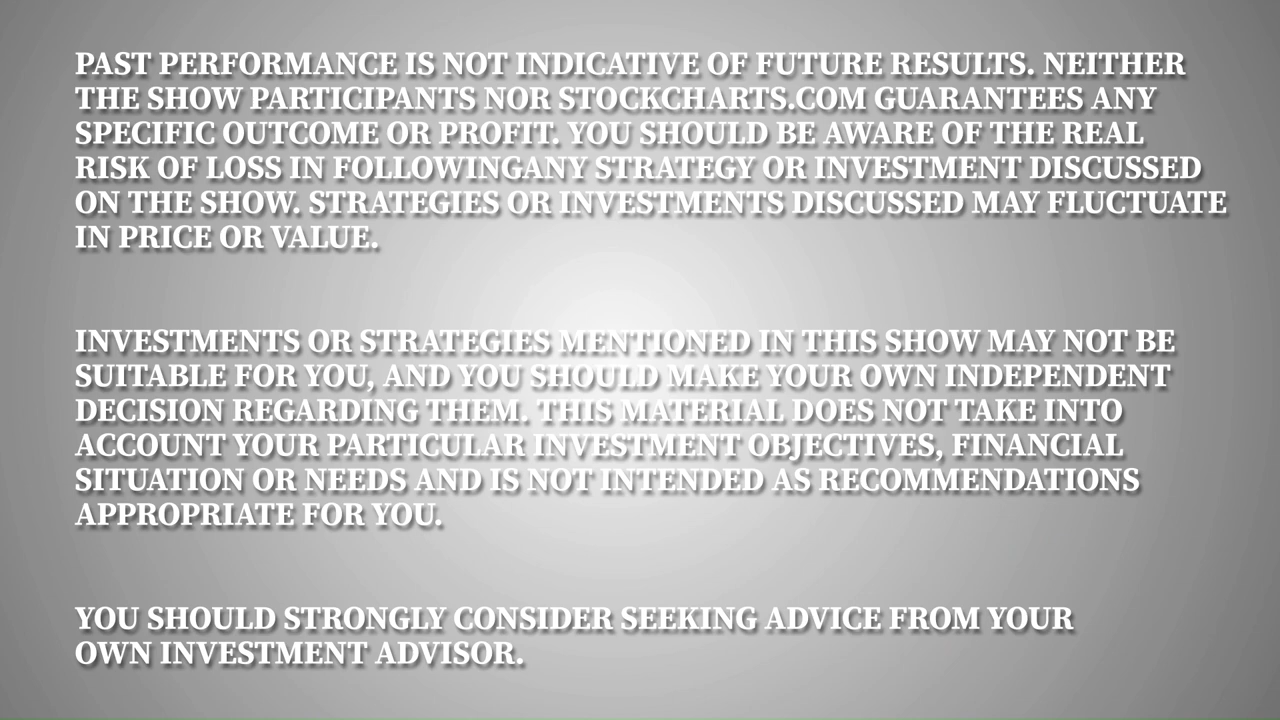 PAST PERFORMANCE IS NOT INDICATIVE OF FUTURE RESULTS. NEITHER
THE SHOW PARTICIPANTS NOR STOCKCHARTS.COM GUARANTEES ANY
SPECIFIC OUTCOME OR PROFIT. YOU SHOULD BE AWARE OF THE REAL
RISK OF LOSS IN FOLLOWINGANY STRATEGY OR INVESTMENT DISCUSSED
ON THE SHOW. STRATEGIES OR INVESTMENTS DISCUSSED MAY FLUCTUATE
IN PRICE OR VALUE.
INVESTMENTS OR STRATEGIES MENTIONED IN THIS SHOW MAY NOT BE
SUITABLE FOR YOU, AND YOU SHOULD MAKE YOUR OWN INDEPENDENT
DECISION REGARDING THEM. THIS MATERIAL DOES NOT TAKE INTO
ACCOUNT YOUR PARTICULAR INVESTMENT OBJECTIVES, FINANCIAL
SITUATION OR NEEDS AND IS NOT INTENDED AS RECOMMENDATIONS
APPROPRIATE FOR YOU.
YOU SHOULD STRONGLY CONSIDER SEEKING ADVICE FROM YOUR
OWN INVESTMENT ADVISOR.